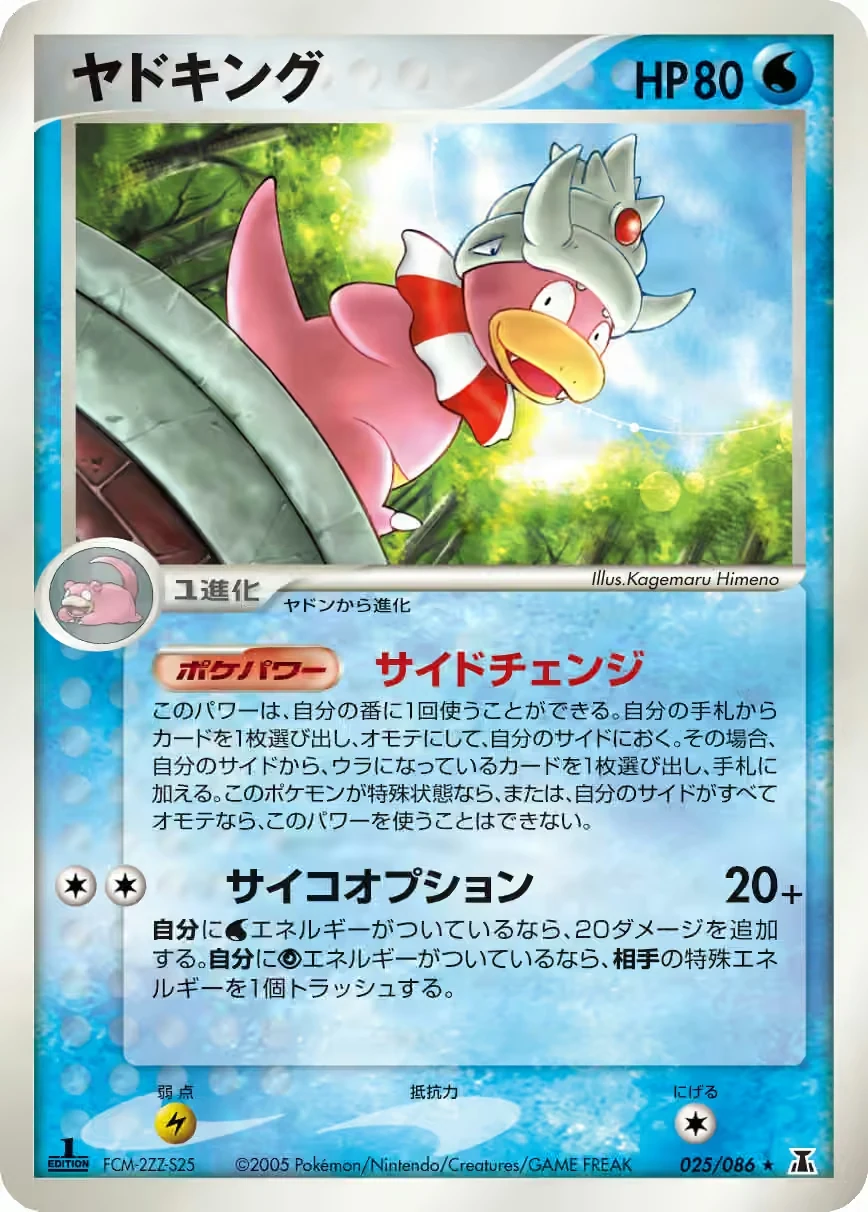 ヤドキング HP80
Illus.Kagemaru Himeno
1進化
ヤドンから進化
ポケパワー サイドチェンジ
このパワーは、自分の番に1回使うことができる。自分の手札から
カードを1枚選び出し、オモテにして、自分のサイドにおく。その場合、
自分のサイドから、ウラになっているカードを1枚選び出し、手札に
加える。このポケモンが特殊状態なら、または、自分のサイドがすべて
オモテなら、このパワーを使うことはできない。
サイコオプション 20+
自分にエネルギーがついているなら、20ダメージを追加
する。自分にエネルギーがついているなら、相手の特殊エネ
ルギーを1個トラッシュする。
弱点 抵抗力 にげる
1 EDITION FCM-2ZZ-S25 ©2005 Pokémon/Nintendo/Creatures/GAME FREAK 025/086 ★